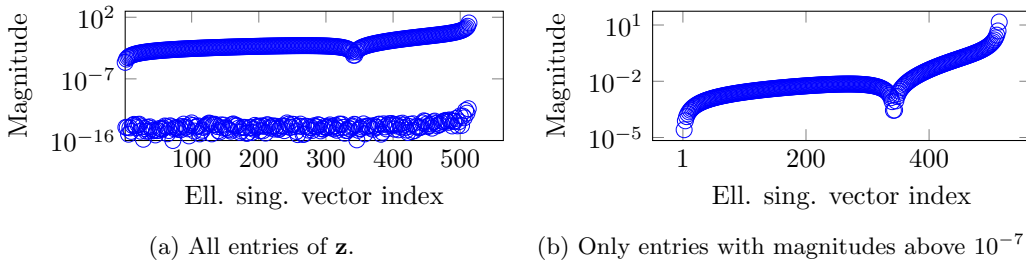 10^2
10^{-7}
10^{-16}
Magnitude
100 200 300 400 500
Ell. sing. vector index
(a) All entries of z.
10^1
10^{-2}
10^{-5}
Magnitude
1 200 400
Ell. sing. vector index
(b) Only entries with magnitudes above 10^{-7}